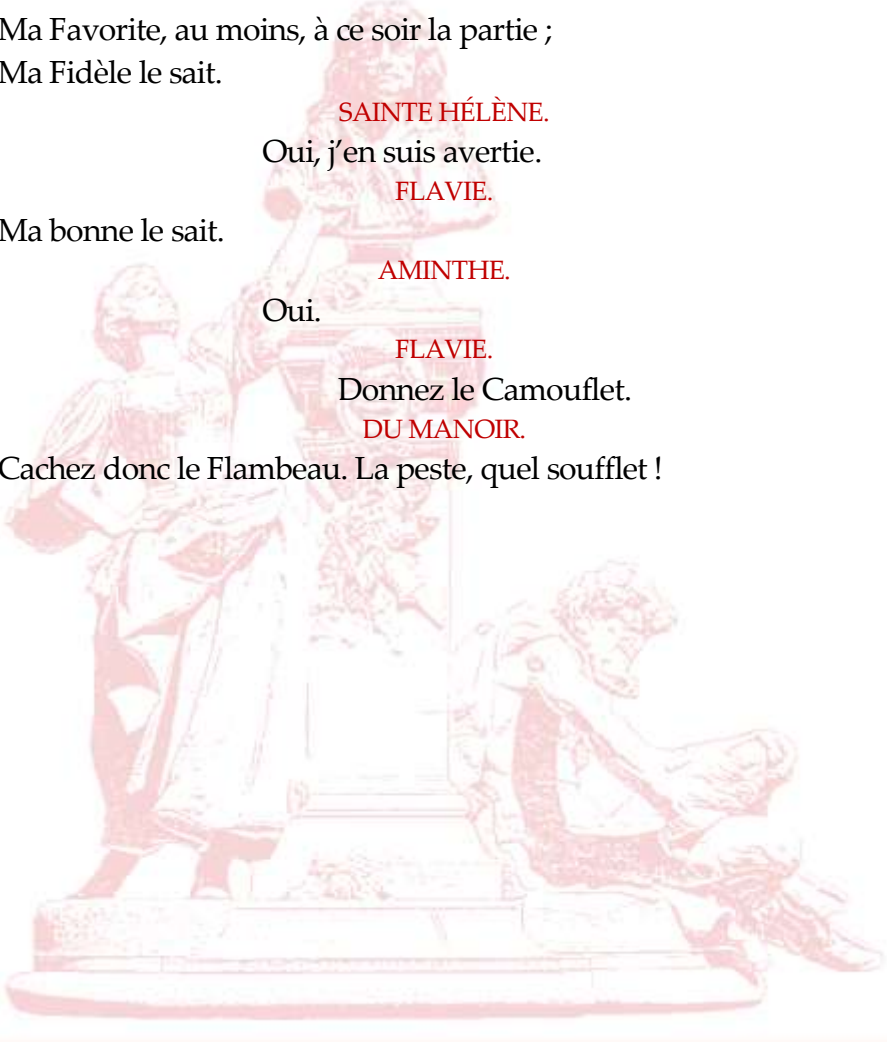 Ma Favorite, au moins, à ce soir la partie ;
Ma Fidèle le sait.
SAINTE HÉLÈNE.
Oui, j’en suis avertie.
FLAVIE.
Ma bonne le sait.
AMINTHE.
Oui.
FLAVIE.
Donnez le Camouflet.
DU MANOIR.
Cachez donc le Flambeau. La peste, quel soufflet !